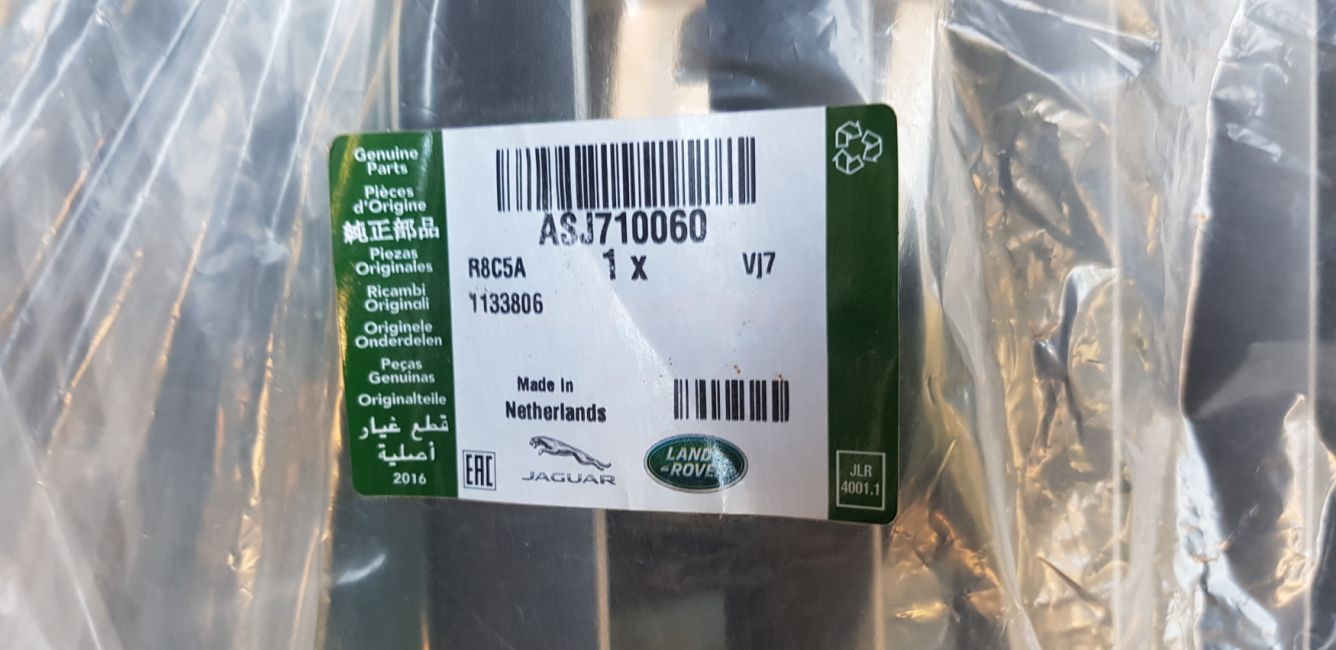 Genuine
Parts
Pièces
d'Origine
純正部品
Piezas
Originales
Ricambi
Originali
Originele
Onderdelen
Peças
Genuinas
Originalteile
قطع غيار
أصلية
2016
ASJ710060
R8C5A 1 x VJ7
1133806
Made In
Netherlands
EAC
JAGUAR
LAND
ROVER
JLR
4001.1